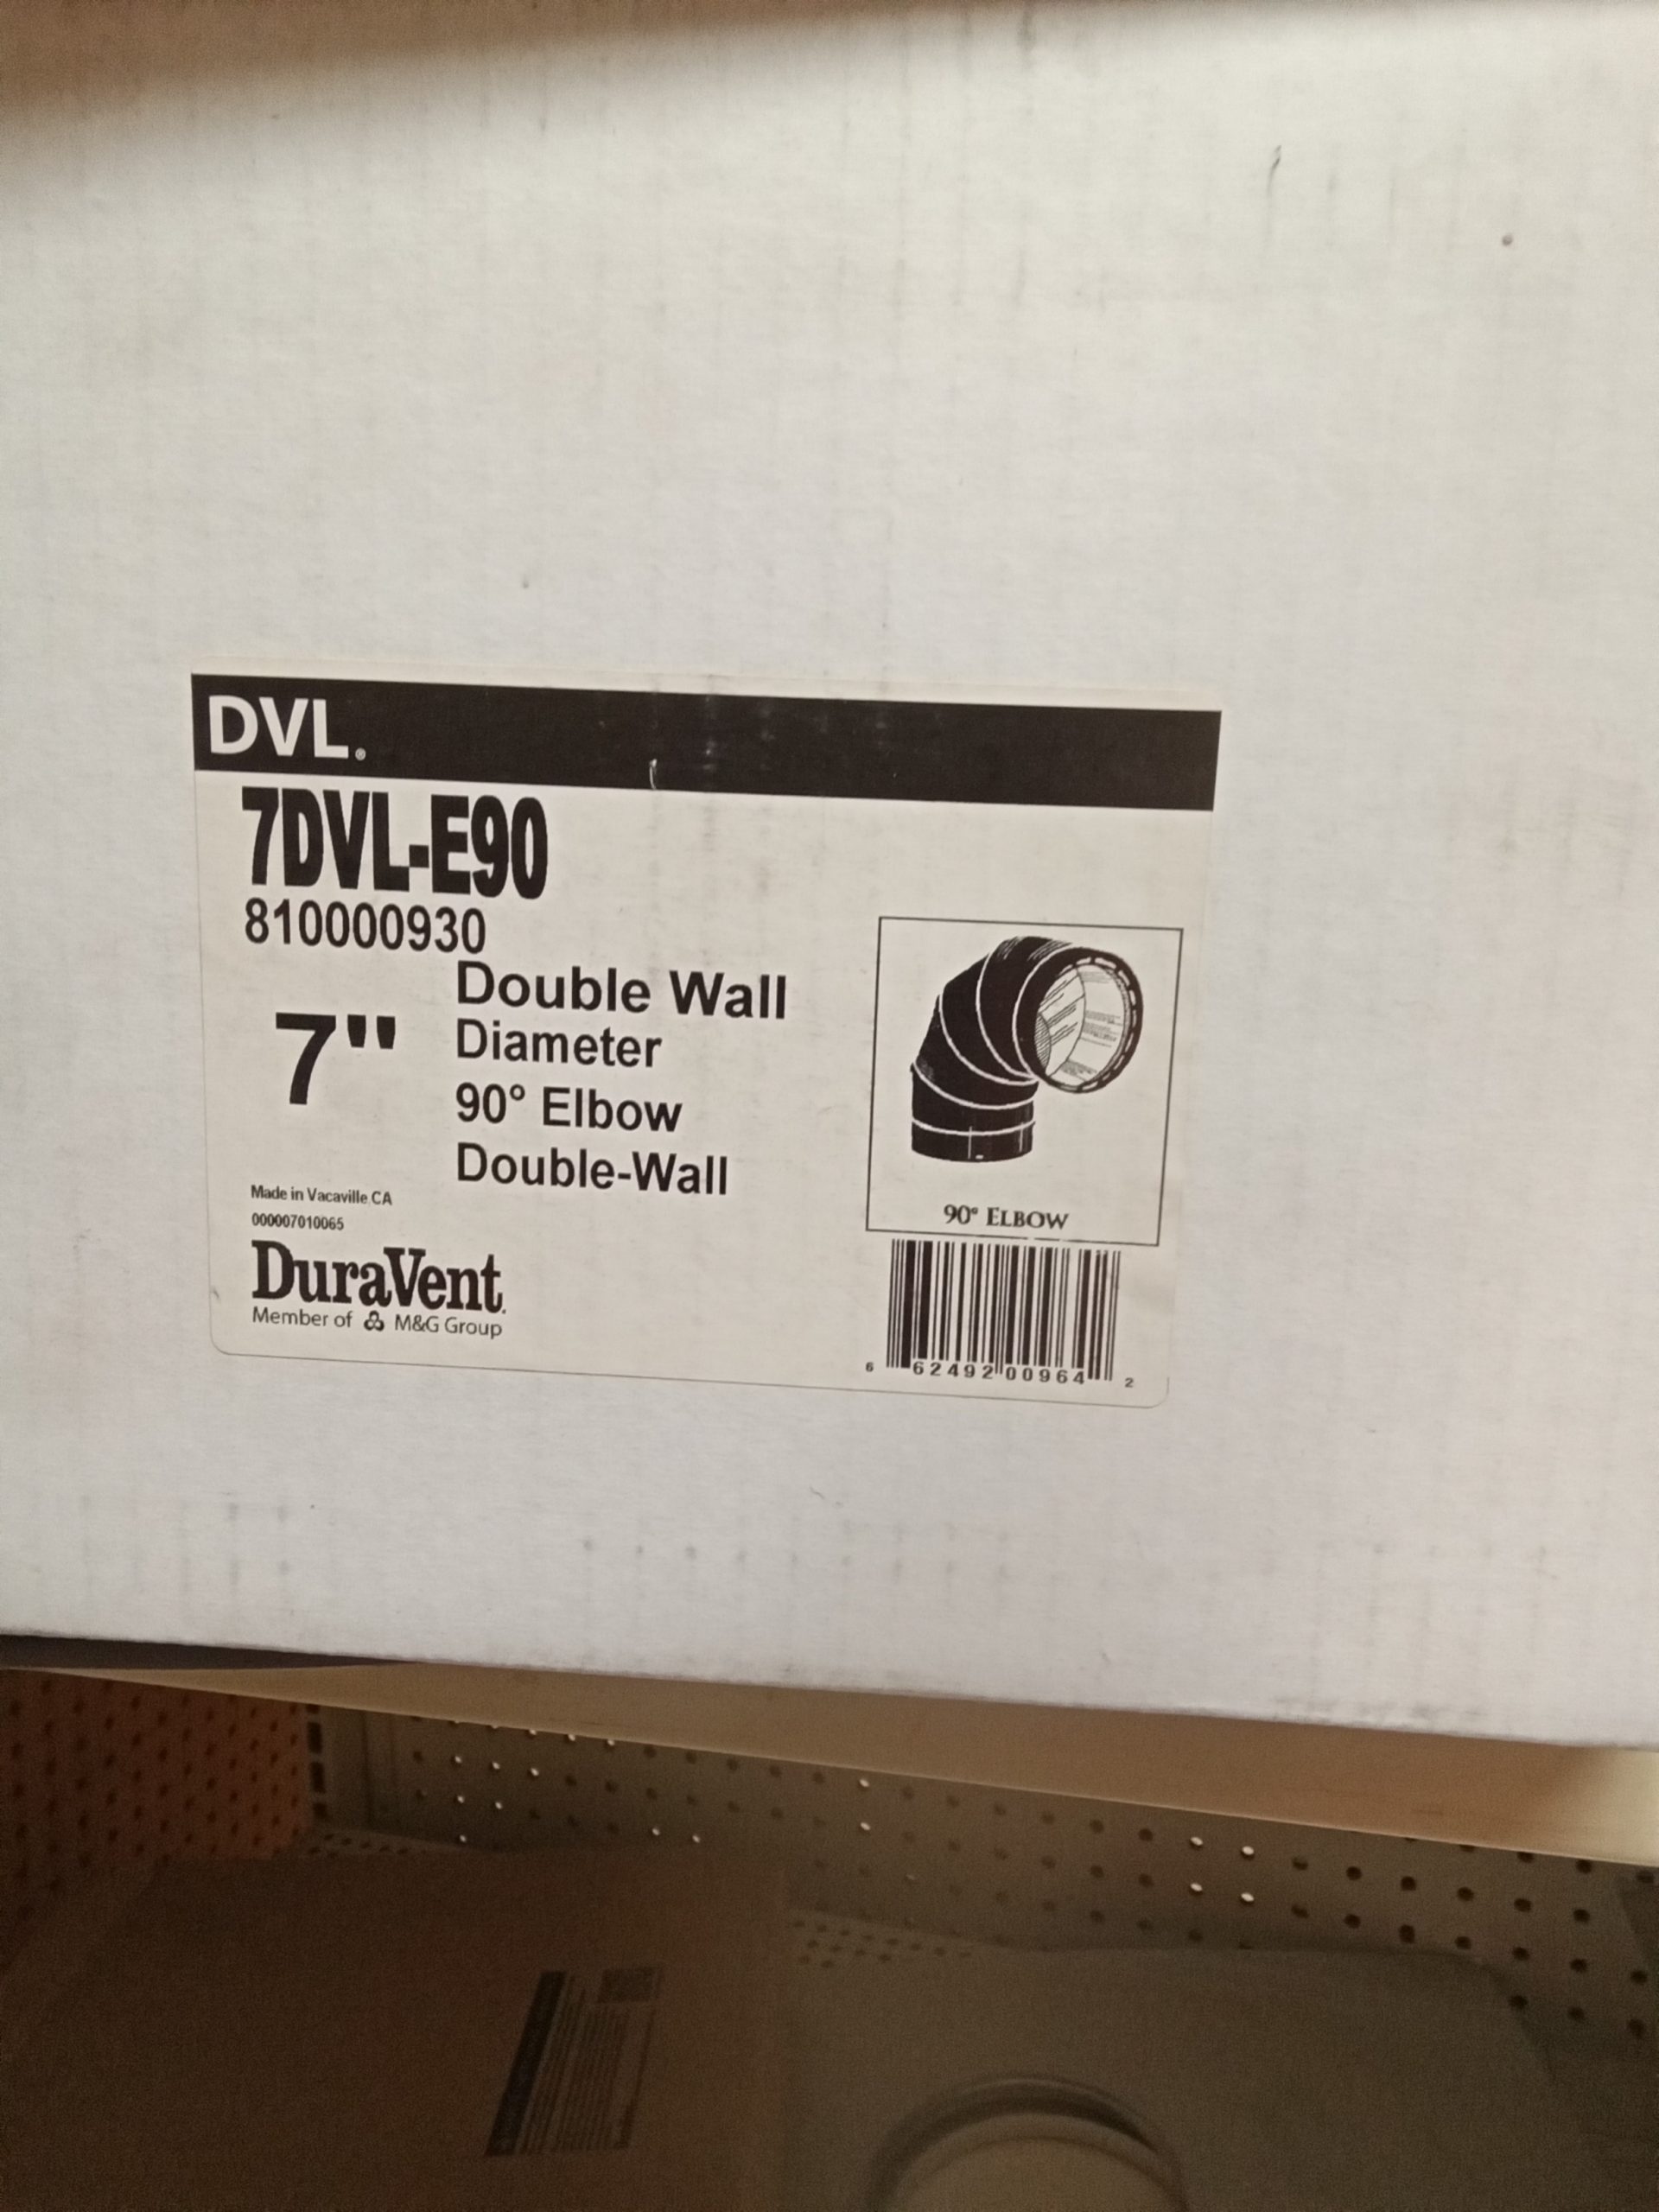 DVL®
7DVL-E90
810000930
Double Wall
7" Diameter
90° Elbow
Double-Wall
Made in Vacaville CA
000007010065
DuraVent
Member of M&G Group
90° ELBOW
6 62492 00964 2